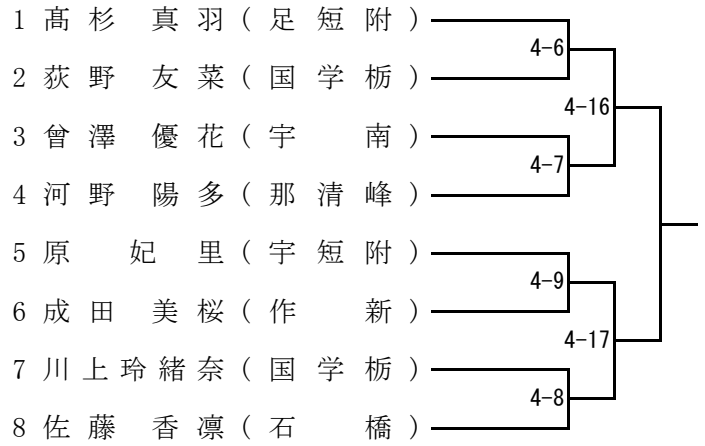 1 髙杉 真羽(足短附)
4-6
2 荻野 友菜(国学栃)
4-16
3 曾澤 優花(宇 南)
4-7
4 河野 陽多(那清峰)
5 原 妃里(宇短附)
4-9
6 成田 美桜(作 新)
4-17
7 川上玲緒奈(国学栃)
4-8
8 佐藤 香凛(石 橋)